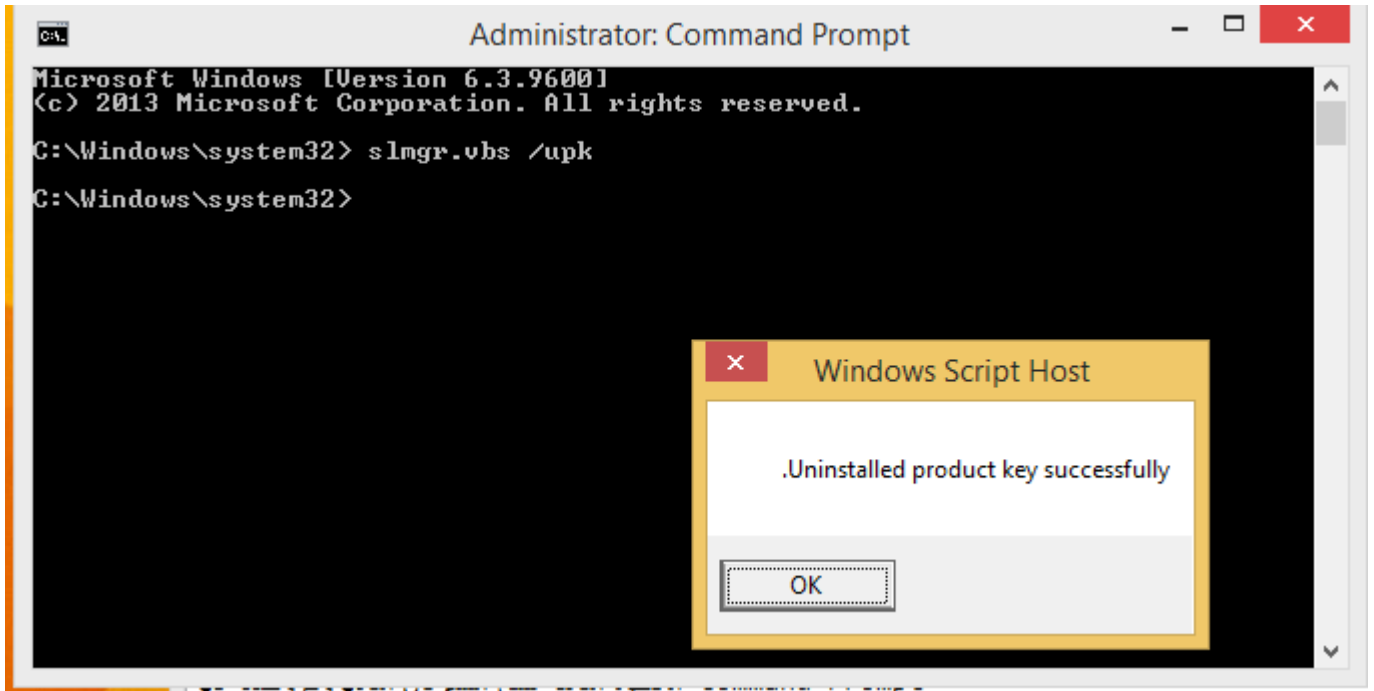 Administrator: Command Prompt
Microsoft Windows [Version 6.3.9600]
(c) 2013 Microsoft Corporation. All rights reserved.
C:\Windows\system32> slmgr.vbs /upk
C:\Windows\system32>
Windows Script Host
.Uninstalled product key successfully
OK